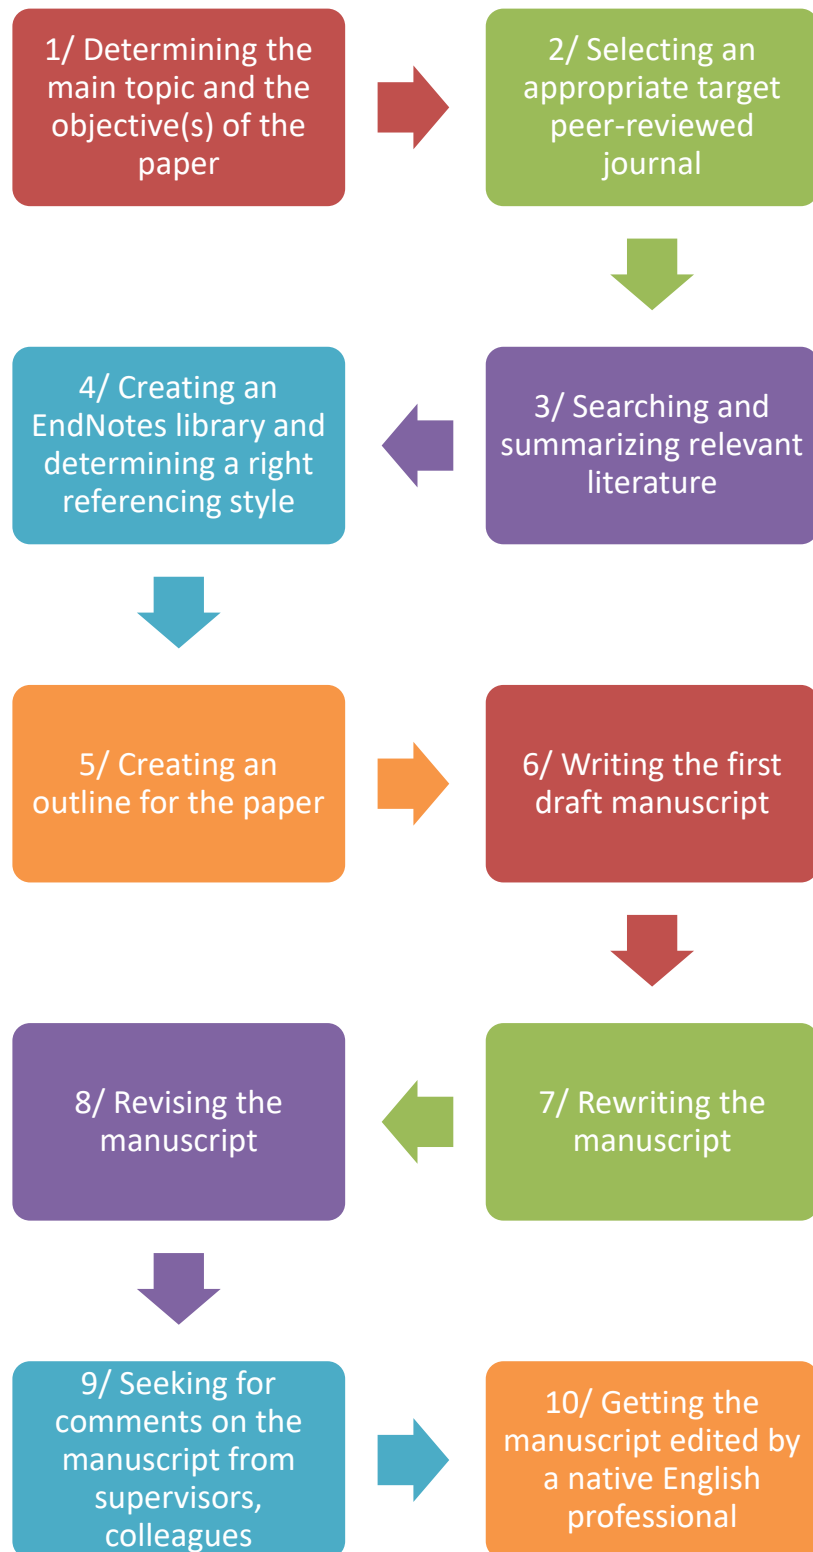 1/ Determining the
main topic and the
objective(s) of the
paper
2/ Selecting an
appropriate target
peer-reviewed
journal
3/ Searching and
summarizing relevant
literature
4/ Creating an
EndNotes library and
determining a right
referencing style
5/ Creating an
outline for the paper
6/ Writing the first
draft manuscript
7/ Rewriting the
manuscript
8/ Revising the
manuscript
9/ Seeking for
comments on the
manuscript from
supervisors,
colleagues
10/ Getting the
manuscript edited by
a native English
professional